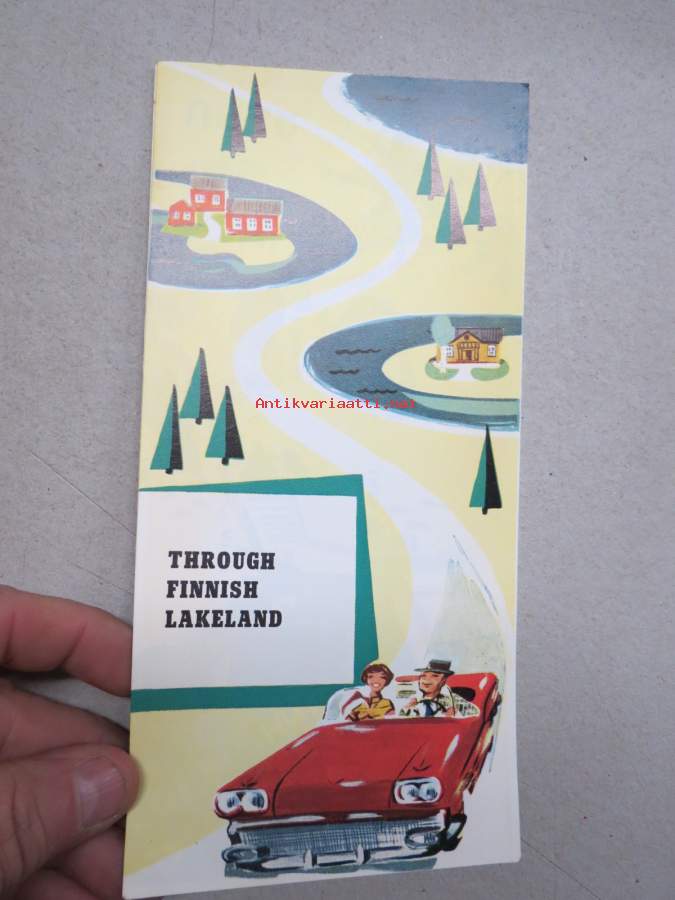 Antikvariaatti.net
THROUGH
FINNISH
LAKELAND